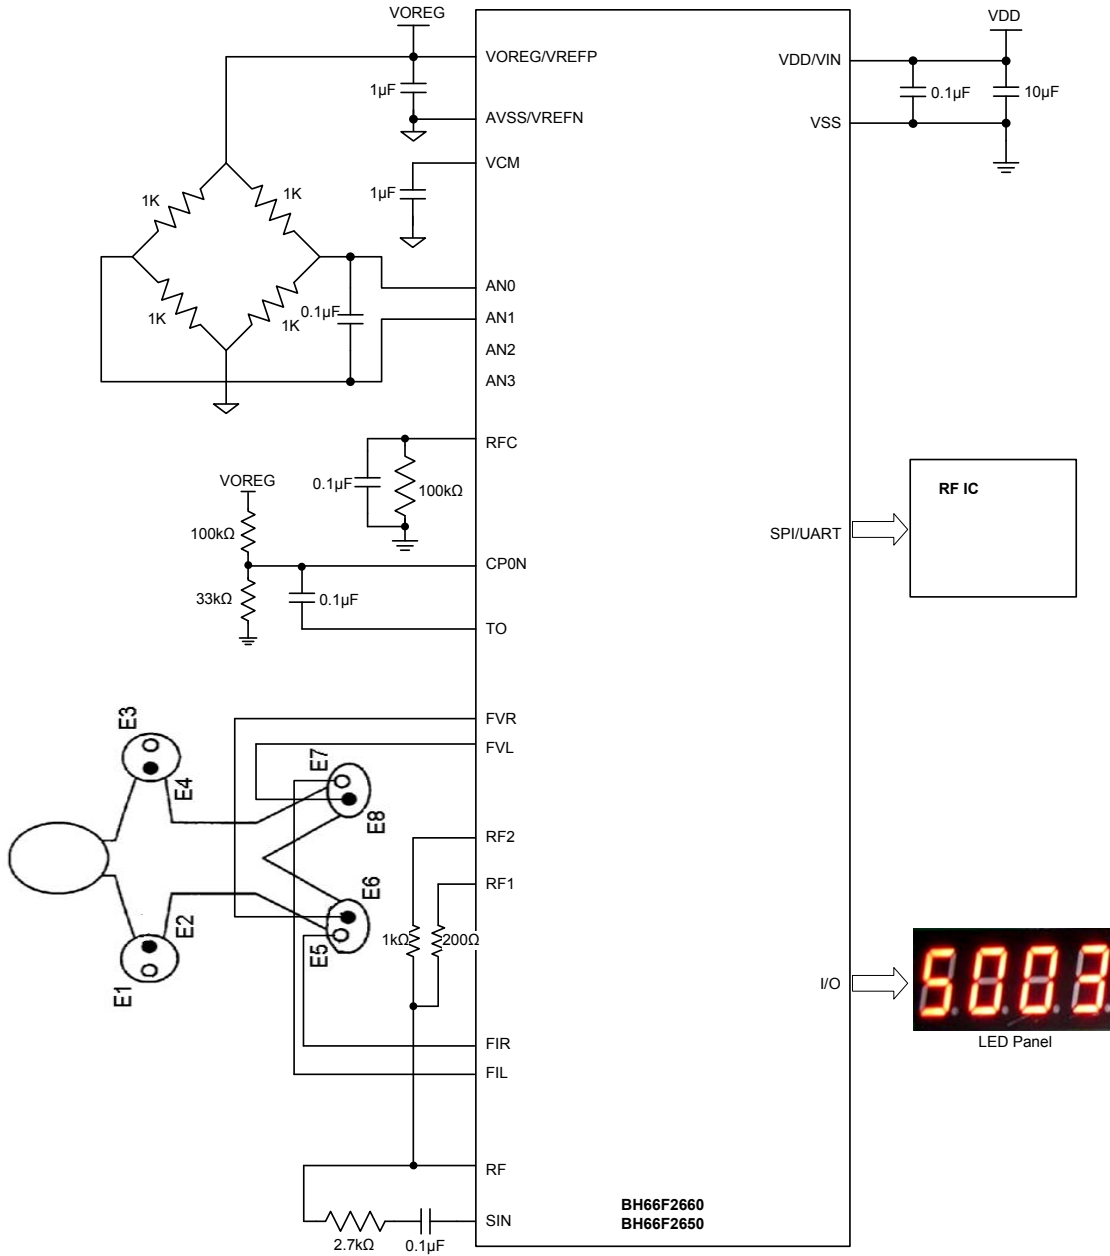 VOREG
VDD
VOREG/VREFP
VDD/VIN
1µF
0.1µF
10µF
AVSS/VREFN
VSS
VCM
1µF
1K
1K
AN0
0.1µF
1K
1K
AN1
AN2
AN3
RFC
VOREG
0.1µF
100kΩ
RF IC
100kΩ
SPI/UART
CP0N
33kΩ
0.1µF
TO
E3
FVR
FVL
E7
E4
E8
RF2
E6
RF1
E2
1kΩ
200Ω
E5
E1
I/O
5003
LED Panel
FIR
FIL
RF
BH66F2660
SIN
BH66F2650
2.7kΩ
0.1µF